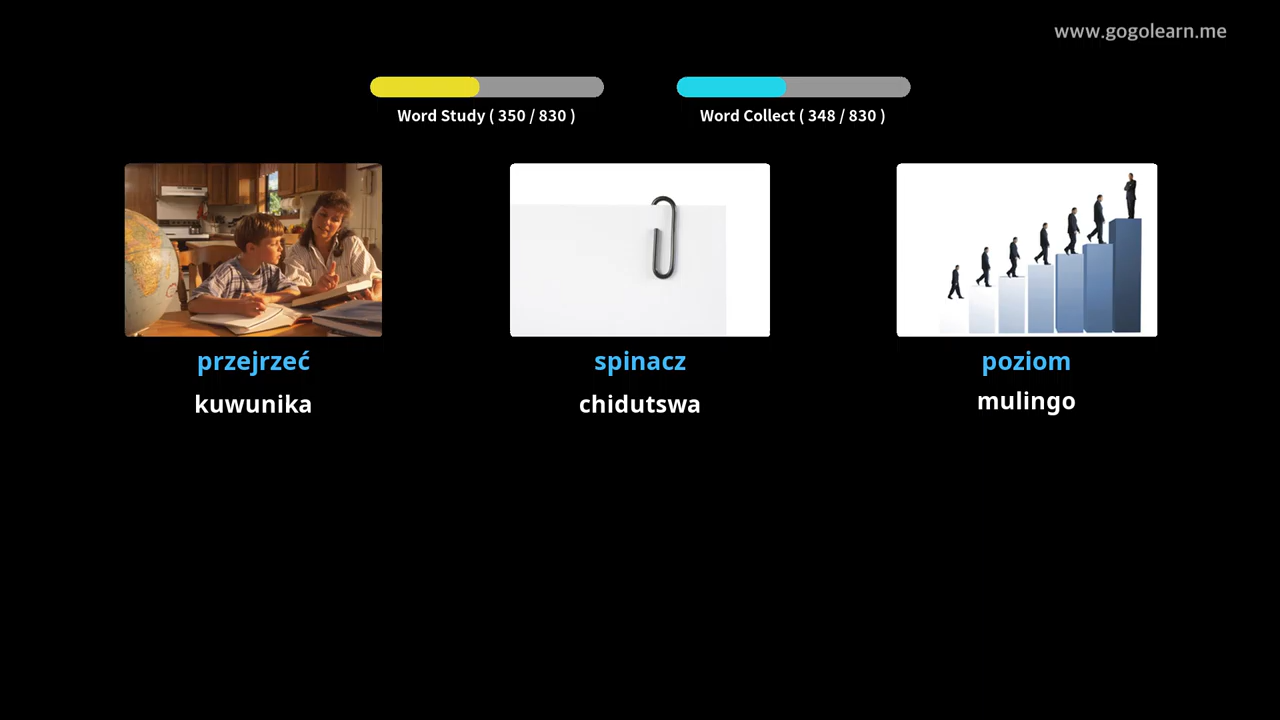 www.gogolearn.me
Word Study ( 350 / 830 )
Word Collect ( 348 / 830 )
przejrzeć
spinacz
poziom
kuwunika
chidutswa
mulingo